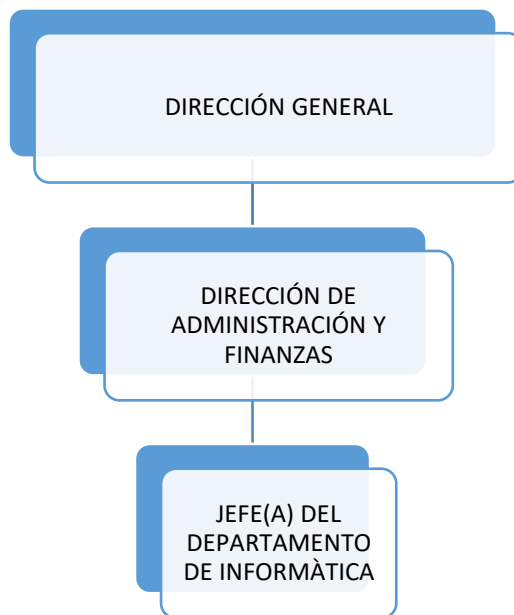 DIRECCIÓN GENERAL
DIRECCIÓN DE
ADMINISTRACIÓN Y
FINANZAS
JEFE(A) DEL
DEPARTAMENTO
DE INFORMÀTICA